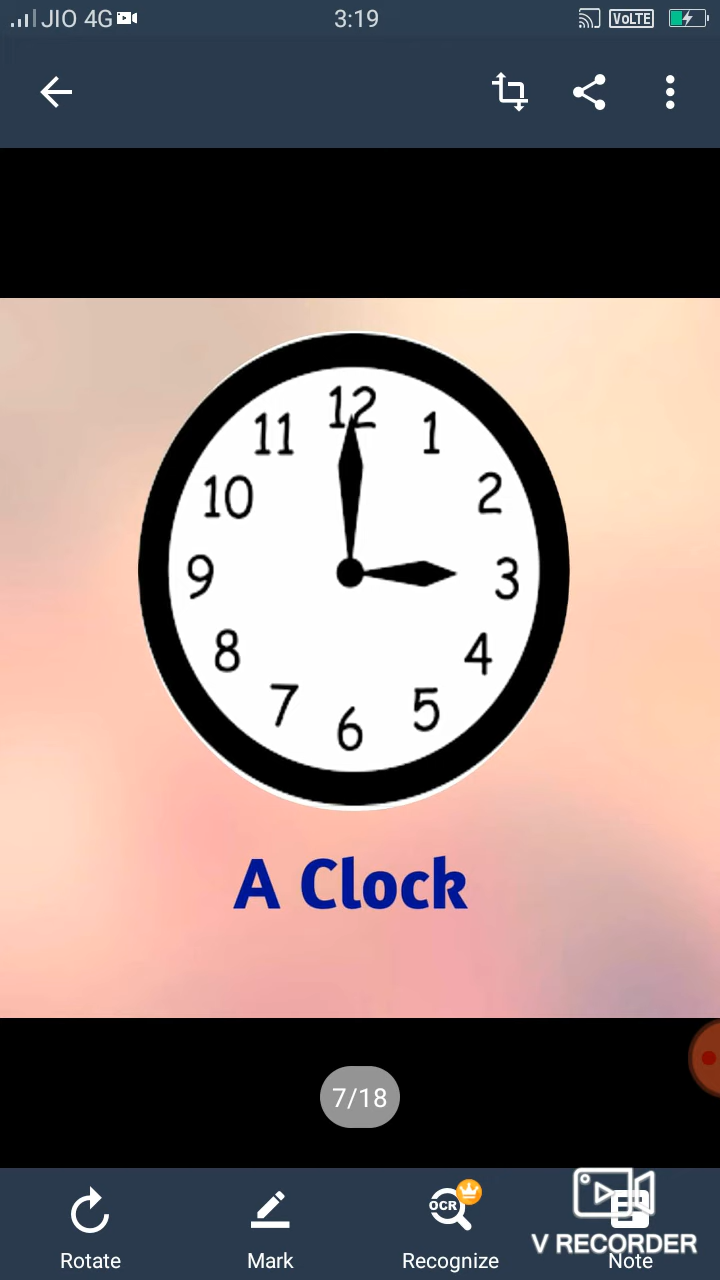 JIO 4G 3:19 VoLTE
12
11 1
10 2
9 3
8 4
7 5
6
A Clock
7/18
OCR
V RECORDER
Rotate Mark Recognize Note